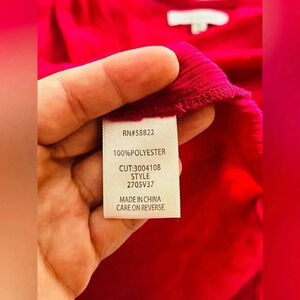 RN#58822
100%POLYESTER
CUT:3004108
STYLE
2705V37
MADE IN CHINA
CARE ON REVERSE